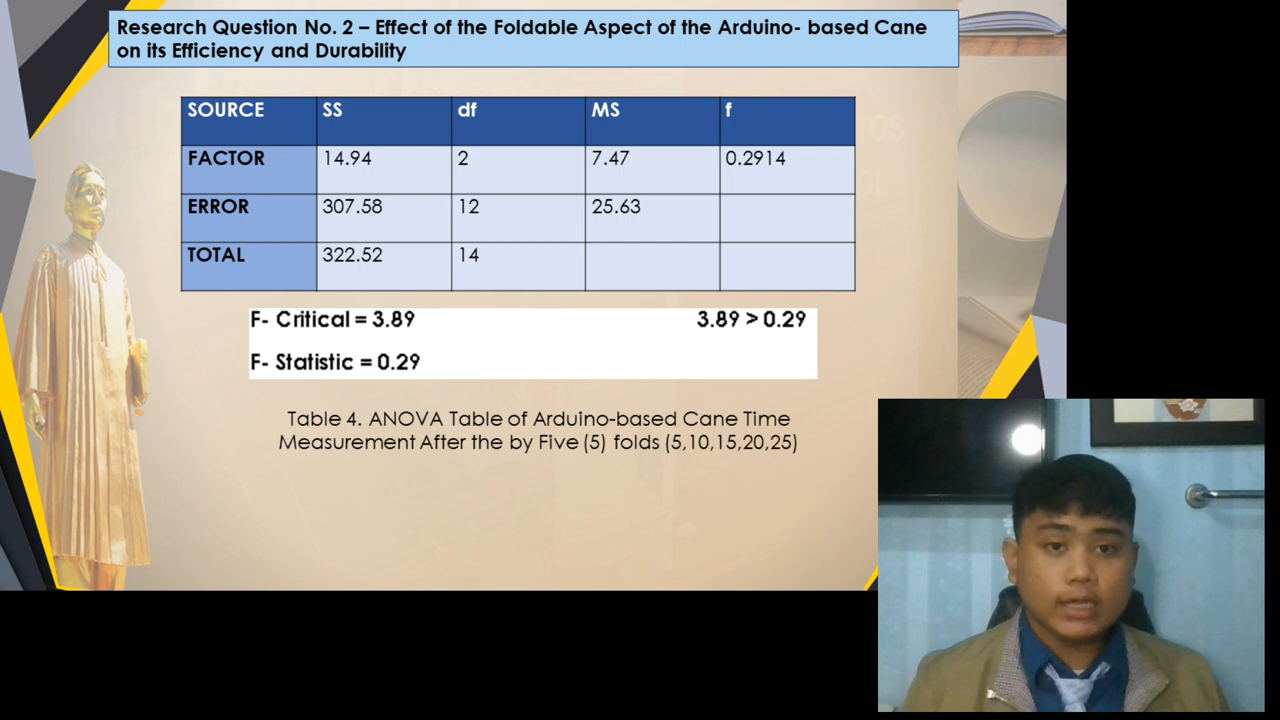 Research Question No. 2 – Effect of the Foldable Aspect of the Arduino- based Cane
on its Efficiency and Durability
SOURCE SS df MS f
FACTOR 14.94 2 7.47 0.2914
ERROR 307.58 12 25.63
TOTAL 322.52 14
F- Critical = 3.89 3.89 > 0.29
F- Statistic = 0.29
Table 4. ANOVA Table of Arduino-based Cane Time
Measurement After the by Five (5) folds (5,10,15,20,25)